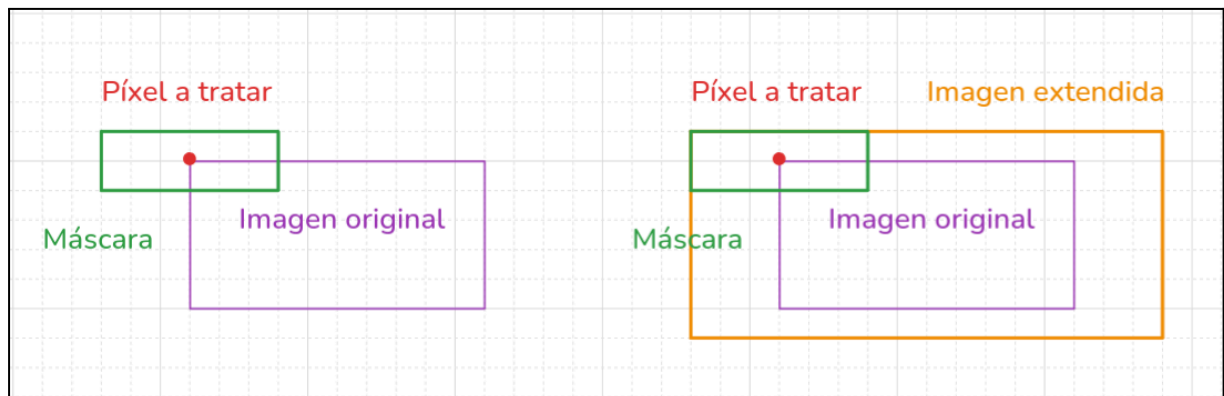 Píxel a tratar
Máscara
Imagen original
Píxel a tratar
Imagen extendida
Máscara
Imagen original